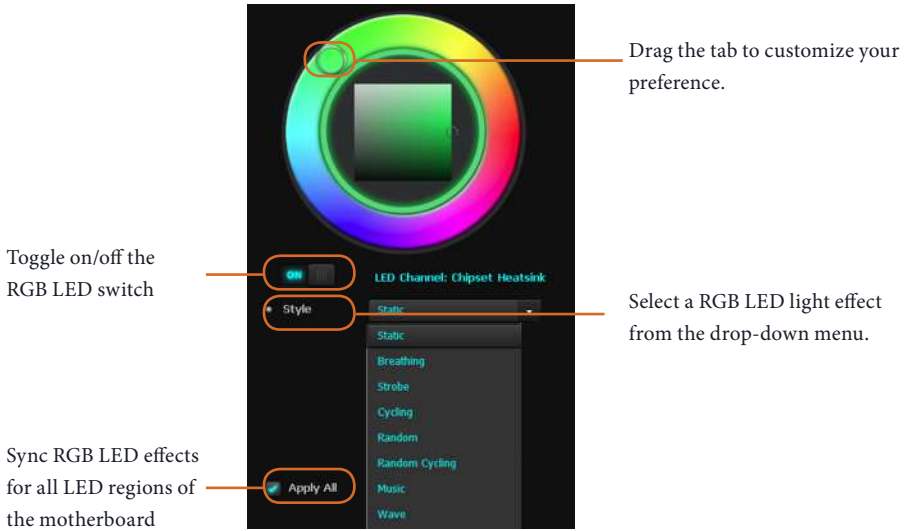 Drag the tab to customize your
preference.
Toggle on/off the
RGB LED switch
ON
LED Channel: Chipset Heatsink
Style
Static
Select a RGB LED light effect
from the drop-down menu.
Static
Breathing
Strobe
Cycling
Random
Random Cycling
Music
Wave
Sync RGB LED effects
for all LED regions of
the motherboard
Apply All